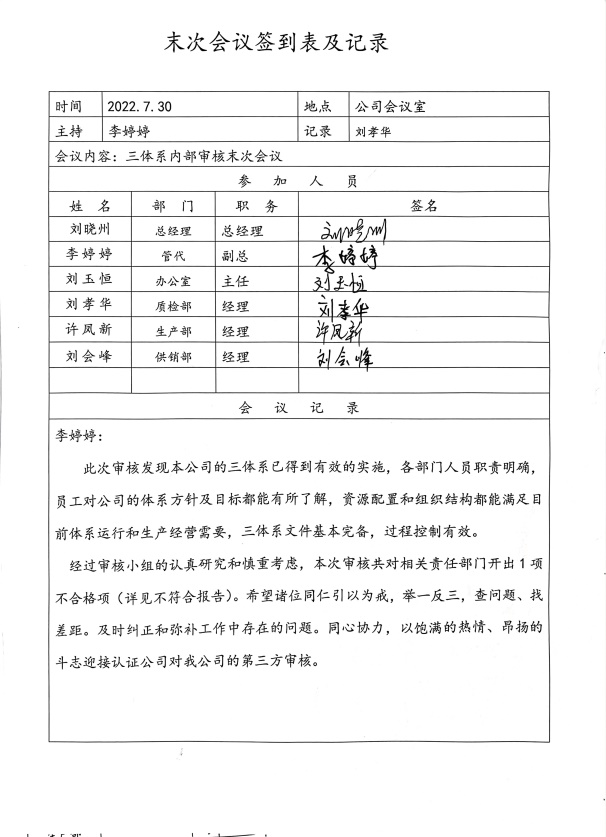 末次会议签到表及记录
时间 2022.7.30 地点 公司会议室
主持 李婷婷 记录 刘孝华
会议内容：三体系内部审核末次会议
参 加 人 员
姓 名 部 门 职 务 签名
刘晓州 总经理 总经理 刘晓州
李婷婷 管代 副总 李婷婷
刘玉恒 办公室 主任 刘玉恒
刘孝华 质检部 经理 刘孝华
许凤新 生产部 经理 许凤新
刘会峰 供销部 经理 刘会峰
会 议 记 录
李婷婷：
此次审核发现本公司的三体系已得到有效的实施，各部门人员职责明确，
员工对公司的体系方针及目标都能有所了解，资源配置和组织结构都能满足目
前体系运行和生产经营需要，三体系文件基本完备，过程控制有效。
经过审核小组的认真研究和慎重考虑，本次审核共对相关责任部门开出1项
不合格项（详见不符合报告）。希望诸位同仁引以为戒，举一反三，查问题、找
差距。及时纠正和弥补工作中存在的问题。同心协力，以饱满的热情、昂扬的
斗志迎接认证公司对我公司的第三方审核。